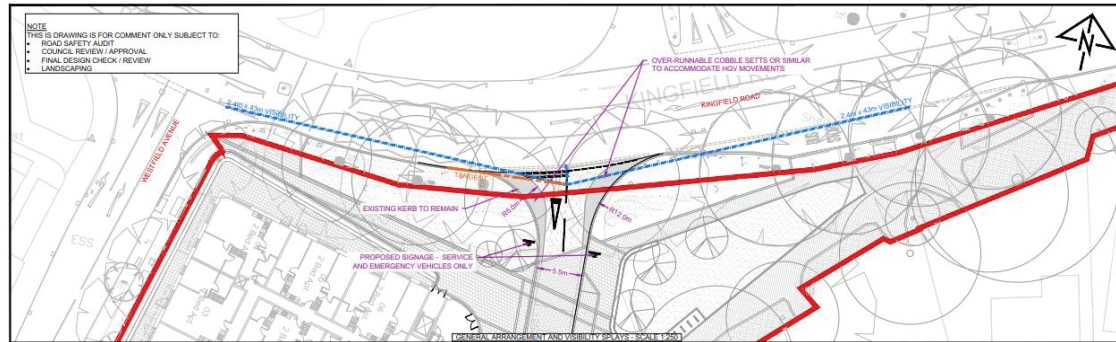 NOTE
THIS IS DRAWING IS FOR COMMENT ONLY SUBJECT TO:
• ROAD SAFETY AUDIT
• COUNCIL REVIEW / APPROVAL
• FINAL DESIGN CHECK / REVIEW
• LANDSCAPING
OVER-RUNNABLE COBBLE SETTS OR SIMILAR
TO ACCOMMODATE HGV MOVEMENTS
N
KINGFIELD
KINGFIELD ROAD
2.4m x 43m VISIBILITY
2.4m x 43m VISIBILITY
WESTFIELD AVENUE
TANGENT
EXISTING KERB TO REMAIN
R5.0m
R12.0m
PROPOSED SIGNAGE - SERVICE
AND EMERGENCY VEHICLES ONLY
5.5m
ESS
GENERAL ARRANGEMENT AND VISIBILITY SPLAYS - SCALE 1:250